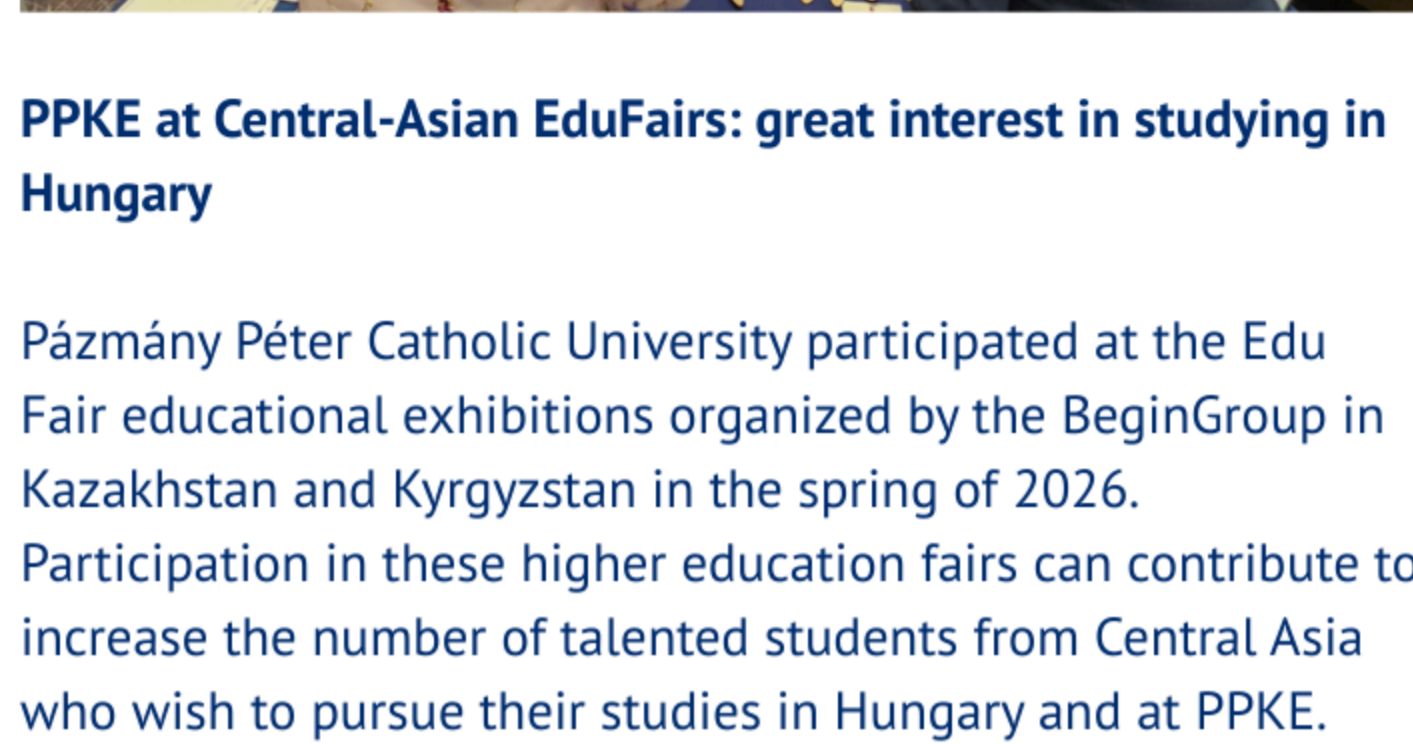 PPKE at Central-Asian EduFairs: great interest in studying in
Hungary
Pázmány Péter Catholic University participated at the Edu
Fair educational exhibitions organized by the BeginGroup in
Kazakhstan and Kyrgyzstan in the spring of 2026.
Participation in these higher education fairs can contribute to
increase the number of talented students from Central Asia
who wish to pursue their studies in Hungary and at PPKE.